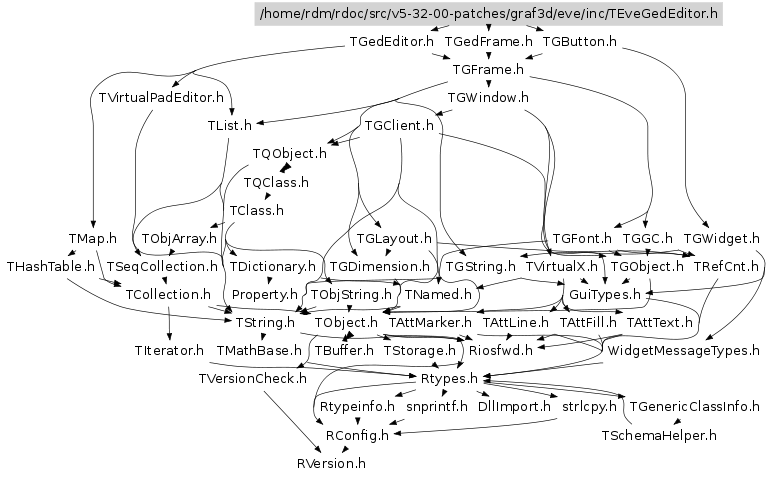 /home/rdm/rdoc/src/v5-32-00-patches/graf3d/eve/inc/TEveGedEditor.h
TGedEditor.h TGedFrame.h TGButton.h
TGFrame.h
TVirtualPadEditor.h TGWindow.h
TList.h TGClient.h
TQObject.h
TQClass.h
TClass.h
TMap.h TObjArray.h TGLayout.h TGFont.h TGGC.h TGWidget.h
THashTable.h TSeqCollection.h TDictionary.h TGDimension.h TGString.h TVirtualX.h TGObject.h TRefCnt.h
TCollection.h Property.h TObjString.h TNamed.h GuiTypes.h
TString.h TObject.h TAttMarker.h TAttLine.h TAttFill.h TAttText.h
TIterator.h TMathBase.h TBuffer.h TStorage.h Riosfwd.h WidgetMessageTypes.h
TVersionCheck.h Rtypes.h
Rtypeinfo.h snprintf.h DllImport.h strlcpy.h TGenericClassInfo.h
RConfig.h TSchemaHelper.h
RVersion.h